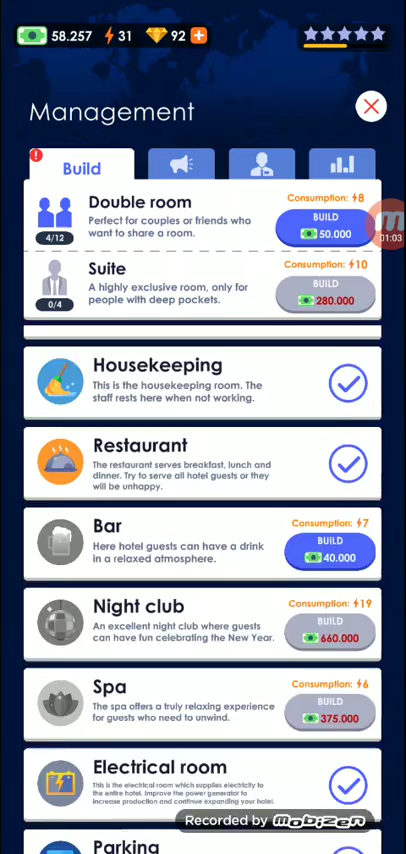 58.257 31 92
Management
Build
Double room
Perfect for couples or friends who
want to share a room.
4/12
Consumption: 8
BUILD
50.000
01:03
Suite
A highly exclusive room, only for
people with deep pockets.
0/4
Consumption: 10
BUILD
280.000
Housekeeping
This is the housekeeping room. The
staff rests here when not working.
Restaurant
The restaurant serves breakfast, lunch and
dinner. Try to serve all hotel guests or they
will be unhappy.
Bar
Here hotel guests can have a drink
in a relaxed atmosphere.
Consumption: 7
BUILD
40.000
Night club
An excellent night club where guests
can have fun celebrating the New Year.
Consumption: 19
BUILD
660.000
Spa
The spa offers a truly relaxing experience
for guests who need to unwind.
Consumption: 6
BUILD
375.000
Electrical room
This is the electrical room which supplies electricity to
the entire hotel. Improve the power generator to
increase production and continue expanding your hotel.
Recorded by mobizen
Parking